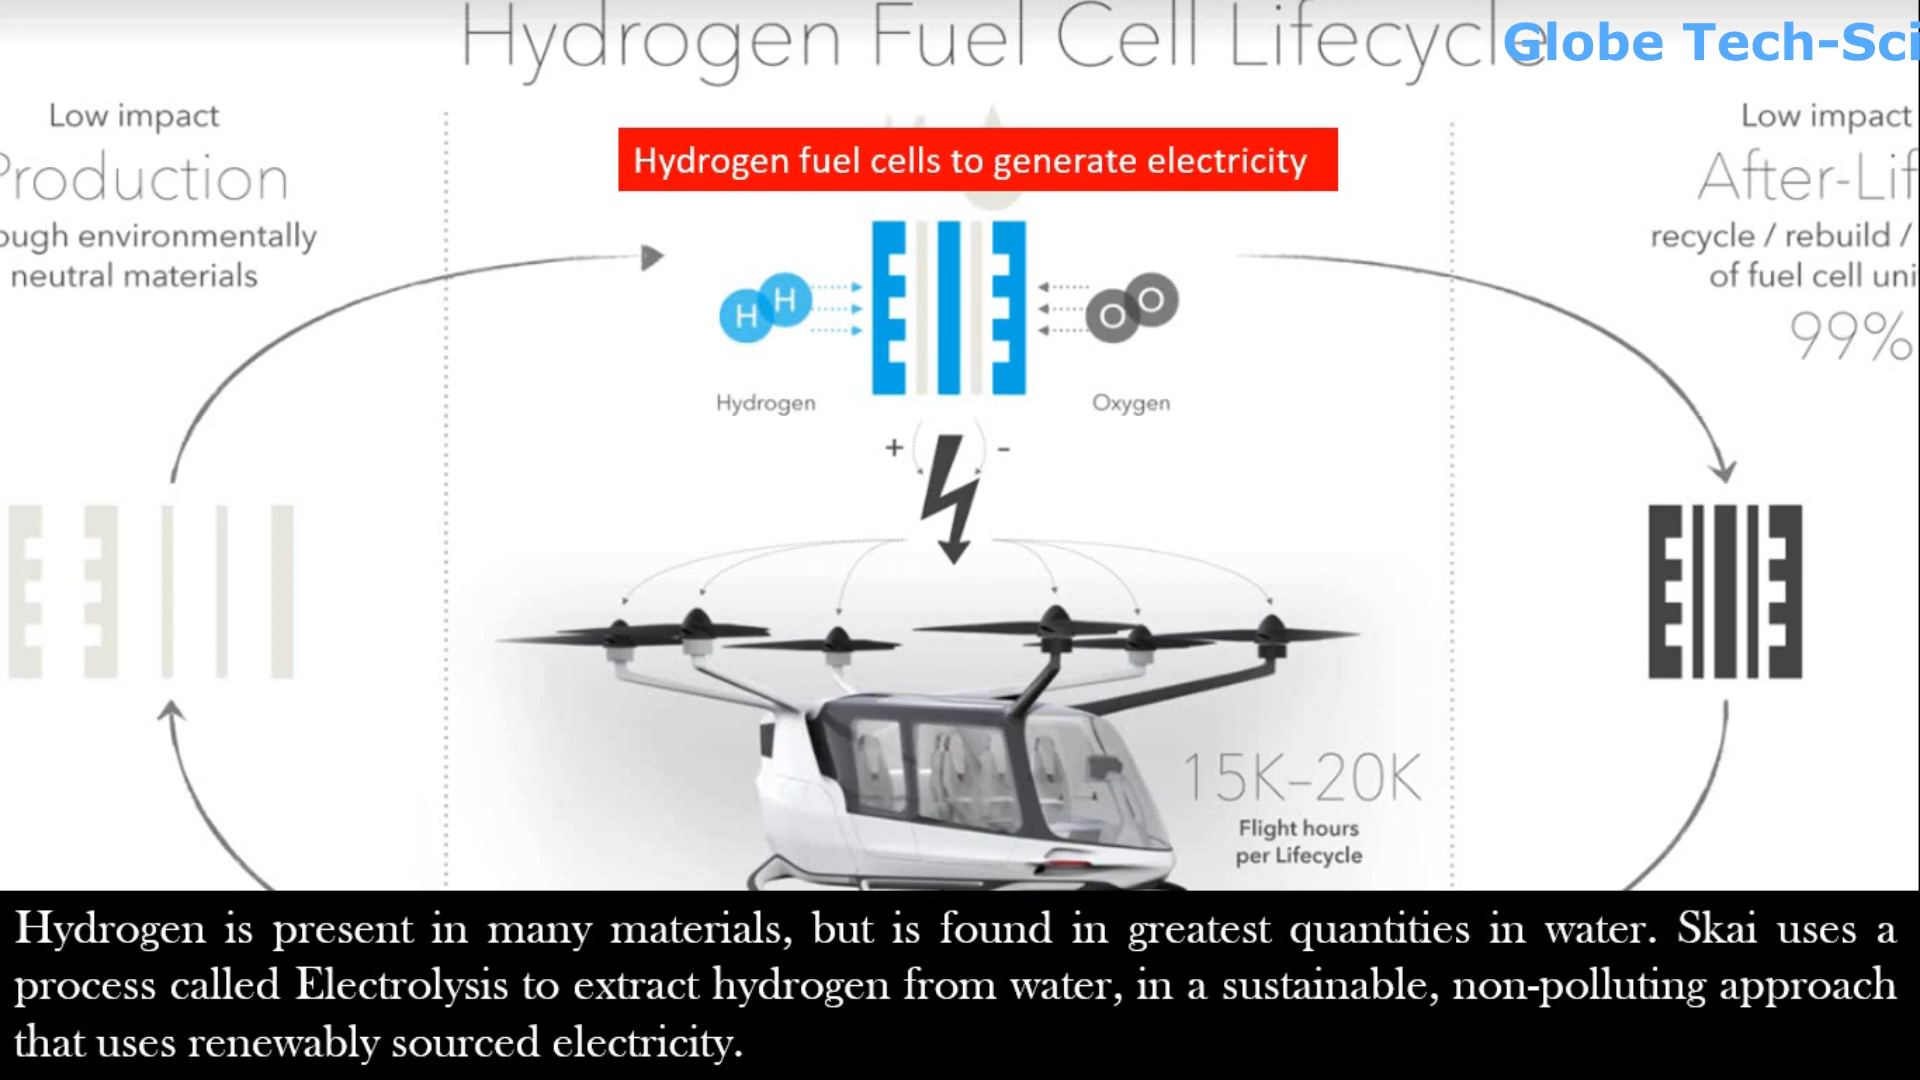 Hydrogen Fuel Cell Lifecycle
Globe Tech-Sci
Low impact
Production
ough environmentally
neutral materials
Hydrogen fuel cells to generate electricity
Low impact
After-Lif
recycle / rebuild /
of fuel cell uni
99%
H H
O O
Hydrogen
Oxygen
+ -
15K–20K
Flight hours
per Lifecycle
Hydrogen is present in many materials, but is found in greatest quantities in water. Skai uses a
process called Electrolysis to extract hydrogen from water, in a sustainable, non-polluting approach
that uses renewably sourced electricity.